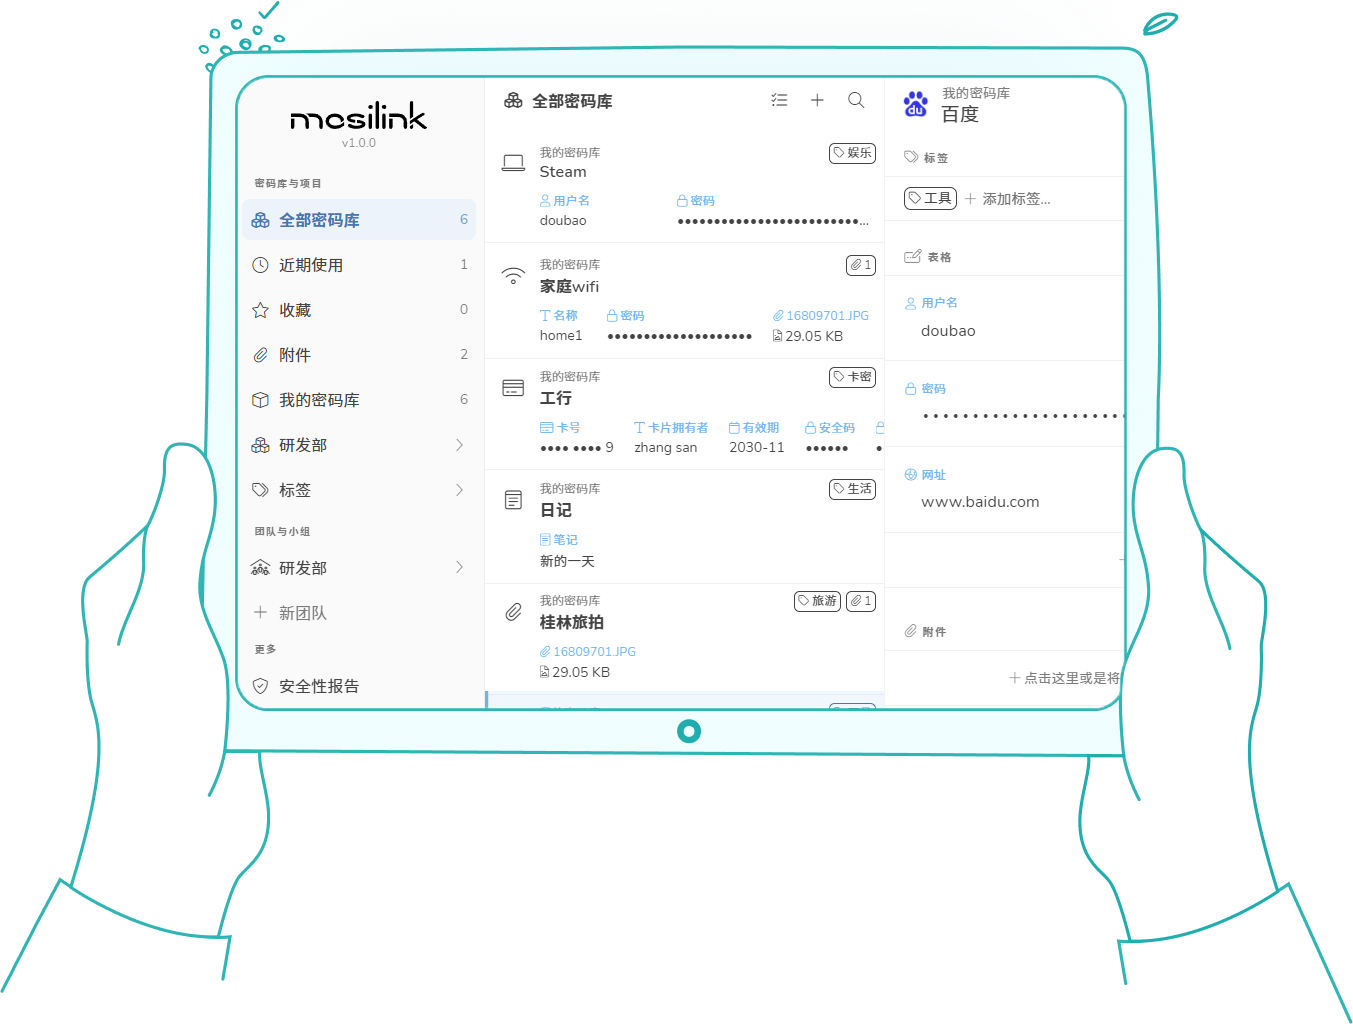 mosilink
v1.0.0
密码库与项目
全部密码库 6
近期使用 1
收藏 0
附件 2
我的密码库 6
研发部
标签
团队与小组
研发部
新团队
更多
安全性报告
全部密码库
我的密码库 娱乐
Steam
用户名 密码
doubao ●●●●●●●●●●●●●●●●●●●●●●●●●...
我的密码库 1
家庭wifi
名称 密码 16809701.JPG
home1 ●●●●●●●●●●●●●●●●●●●● 29.05 KB
我的密码库 卡密
工行
卡号 卡片拥有者 有效期 安全码
●●●● ●●●● 9 zhang san 2030-11 ●●●●●●
我的密码库 生活
日记
笔记
新的一天
我的密码库 旅游 1
桂林旅拍
16809701.JPG
29.05 KB
我的密码库
百度
标签
工具 添加标签...
表格
用户名
doubao
密码
●●●●●●●●●●●●●●●●●●●●●
网址
www.baidu.com
附件
点击这里或是将